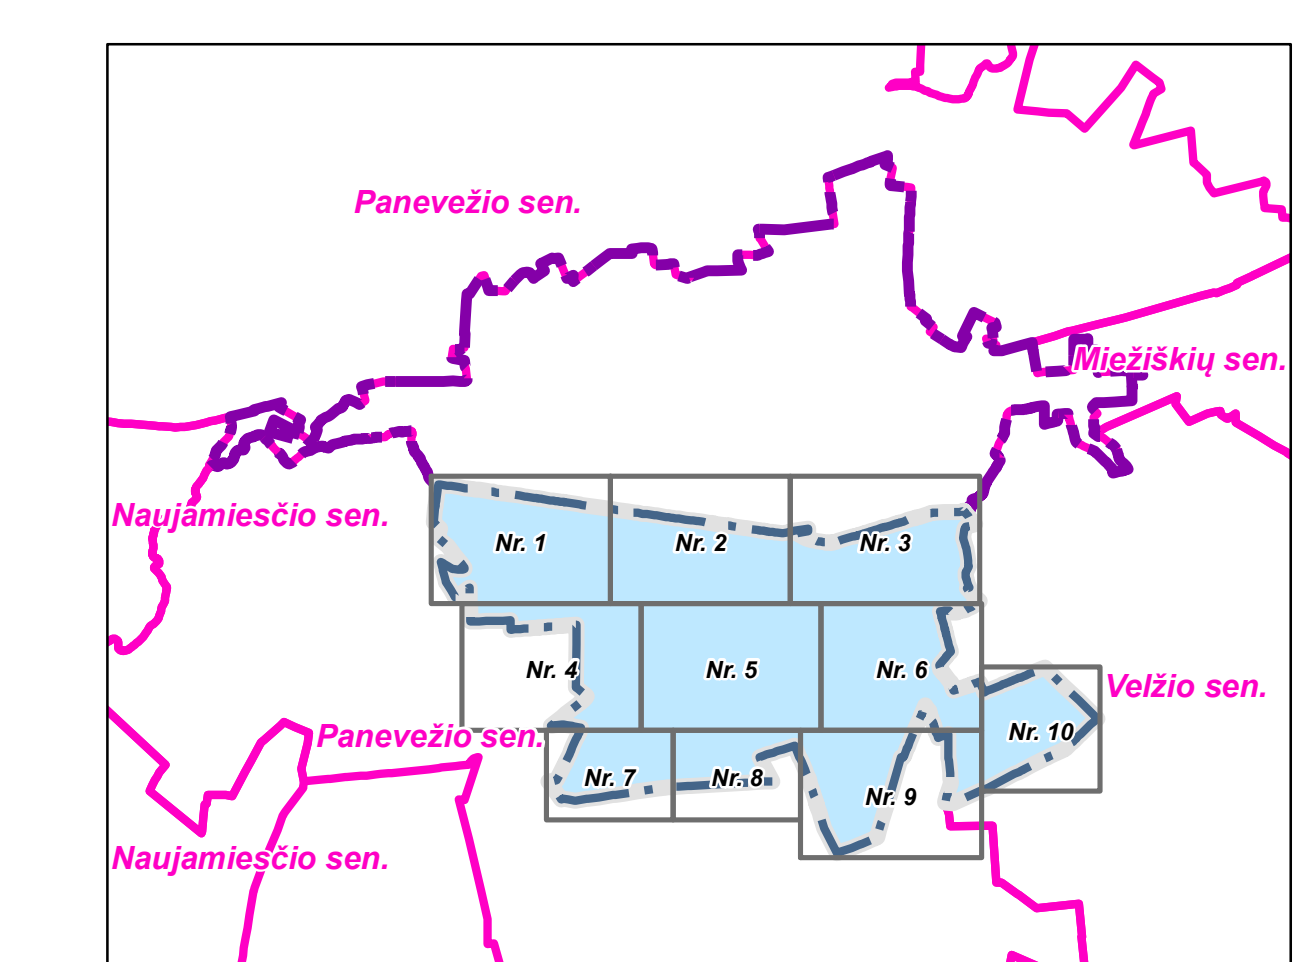 Panevėžio sen.
Miežiškių sen.
Naujamiesčio sen.
Nr. 1
Nr. 2
Nr. 3
Nr. 4
Nr. 5
Nr. 6
Velžio sen.
Panevėžio sen.
Nr. 10
Nr. 7
Nr. 8
Nr. 9
Naujamiesčio sen.